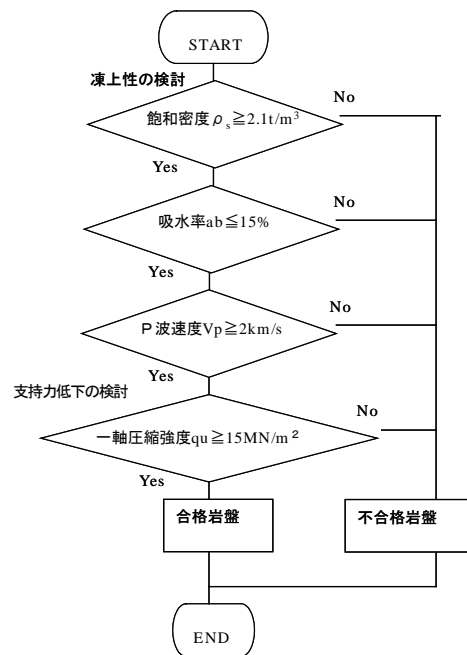 START
凍上性の検討
No
飽和密度ρs≧2.1t/m³
Yes
No
吸水率ab≦15%
Yes
No
P波速度Vp≧2km/s
Yes
支持力低下の検討
No
一軸圧縮強度qu≧15MN/m²
Yes
合格岩盤
不合格岩盤
END